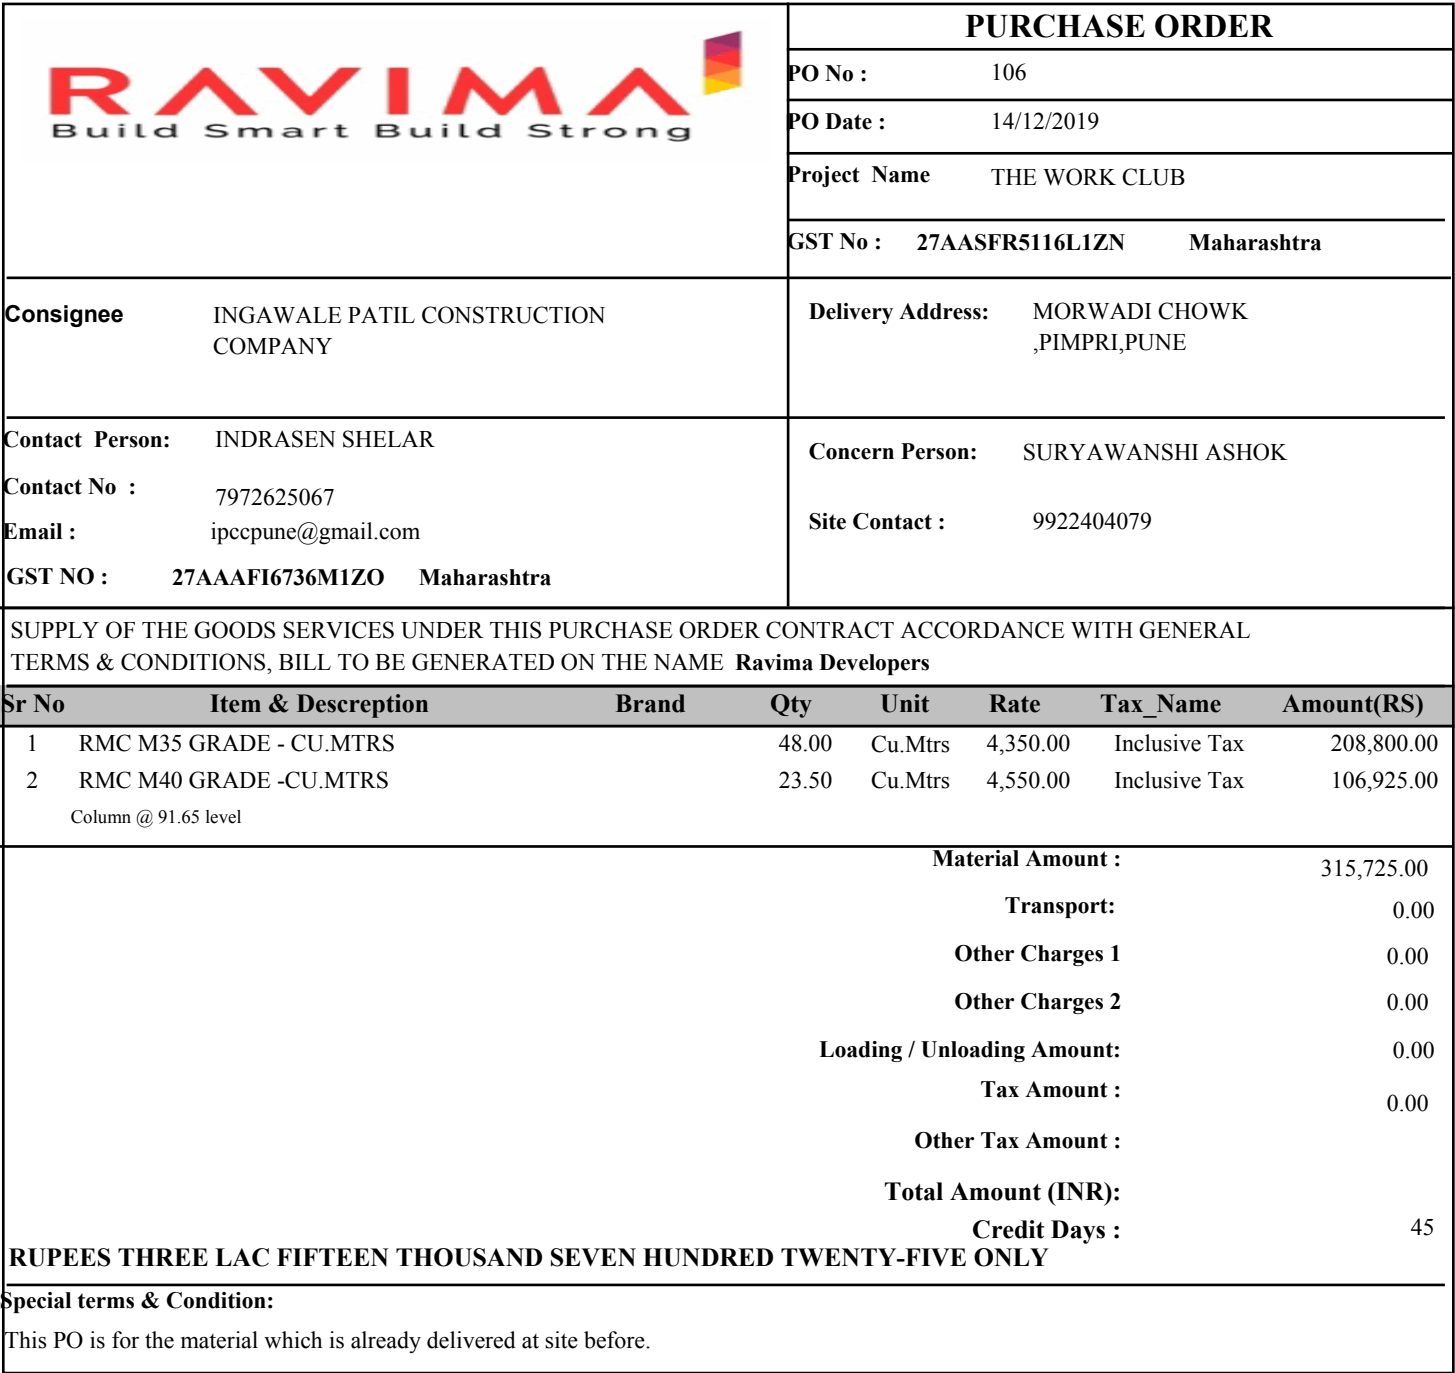 RAVIMA
Build Smart Build Strong
PURCHASE ORDER
PO No : 106
PO Date : 14/12/2019
Project Name THE WORK CLUB
GST No : 27AASFR5116L1ZN Maharashtra
Consignee INGAWALE PATIL CONSTRUCTION
COMPANY
Delivery Address: MORWADI CHOWK
,PIMPRI,PUNE
Contact Person: INDRASEN SHELAR
Contact No : 7972625067
Email : ipccpune@gmail.com
GST NO : 27AAAFI6736M1ZO Maharashtra
Concern Person: SURYAWANSHI ASHOK
Site Contact : 9922404079
SUPPLY OF THE GOODS SERVICES UNDER THIS PURCHASE ORDER CONTRACT ACCORDANCE WITH GENERAL
TERMS & CONDITIONS, BILL TO BE GENERATED ON THE NAME Ravima Developers
Sr No Item & Descreption Brand Qty Unit Rate Tax_Name Amount(RS)
1 RMC M35 GRADE - CU.MTRS 48.00 Cu.Mtrs 4,350.00 Inclusive Tax 208,800.00
2 RMC M40 GRADE -CU.MTRS 23.50 Cu.Mtrs 4,550.00 Inclusive Tax 106,925.00
Column @ 91.65 level
Material Amount : 315,725.00
Transport: 0.00
Other Charges 1 0.00
Other Charges 2 0.00
Loading / Unloading Amount: 0.00
Tax Amount : 0.00
Other Tax Amount :
Total Amount (INR):
Credit Days : 45
RUPEES THREE LAC FIFTEEN THOUSAND SEVEN HUNDRED TWENTY-FIVE ONLY
Special terms & Condition:
This PO is for the material which is already delivered at site before.